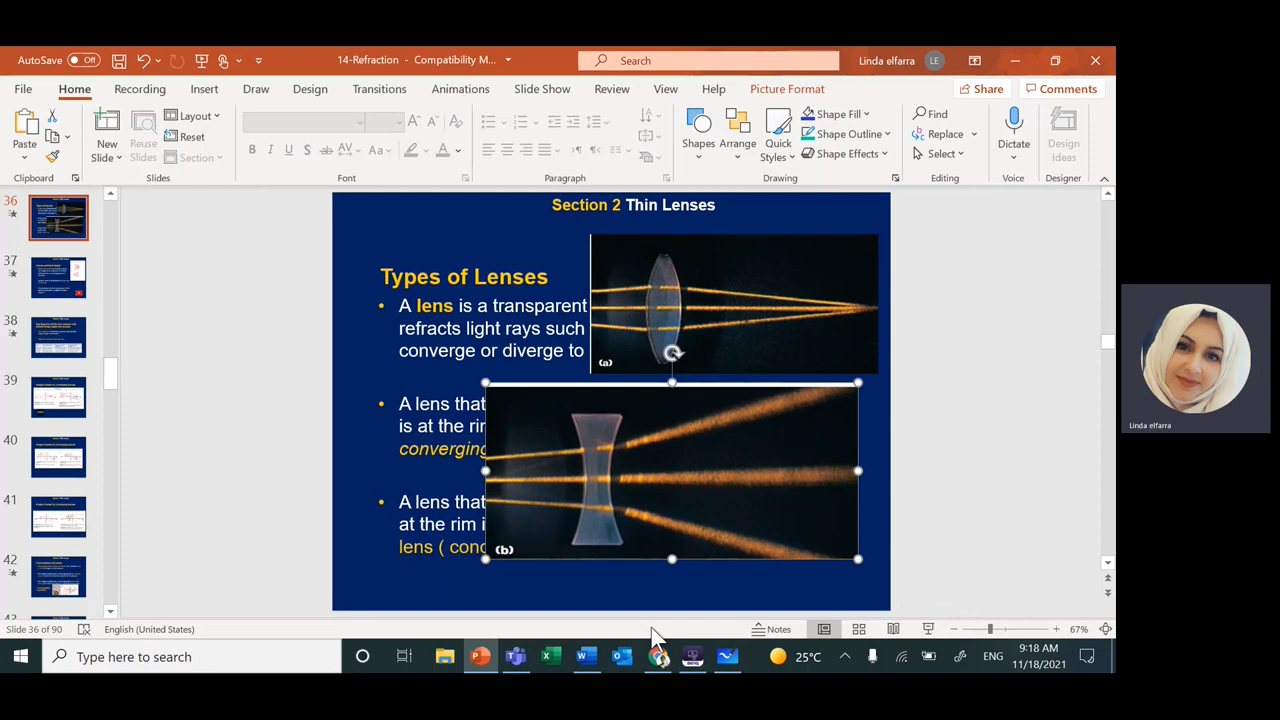 AutoSave Off
14-Refraction - Compatibility M...
Search
Linda elfarra LE
File Home Recording Insert Draw Design Transitions Animations Slide Show Review View Help Picture Format Share Comments
Paste
Clipboard
New Slide
Reuse Slides
Layout
Reset
Section
Slides
B I U S ab AV Aa A
Font
Paragraph
Shapes
Arrange
Quick Styles
Shape Fill
Shape Outline
Shape Effects
Drawing
Find
Replace
Select
Editing
Dictate
Voice
Design Ideas
Designer
36
37
38
39
40
41
42
Section 2 Thin Lenses
Types of Lenses
• A lens is a transparent
refracts light rays such
converge or diverge to
(a)
• A lens that
is at the rim
converging
• A lens that
at the rim i
lens ( conc
(b)
Linda elfarra
Slide 36 of 90 English (United States) Notes 67%
Type here to search
25°C ENG
9:18 AM
11/18/2021